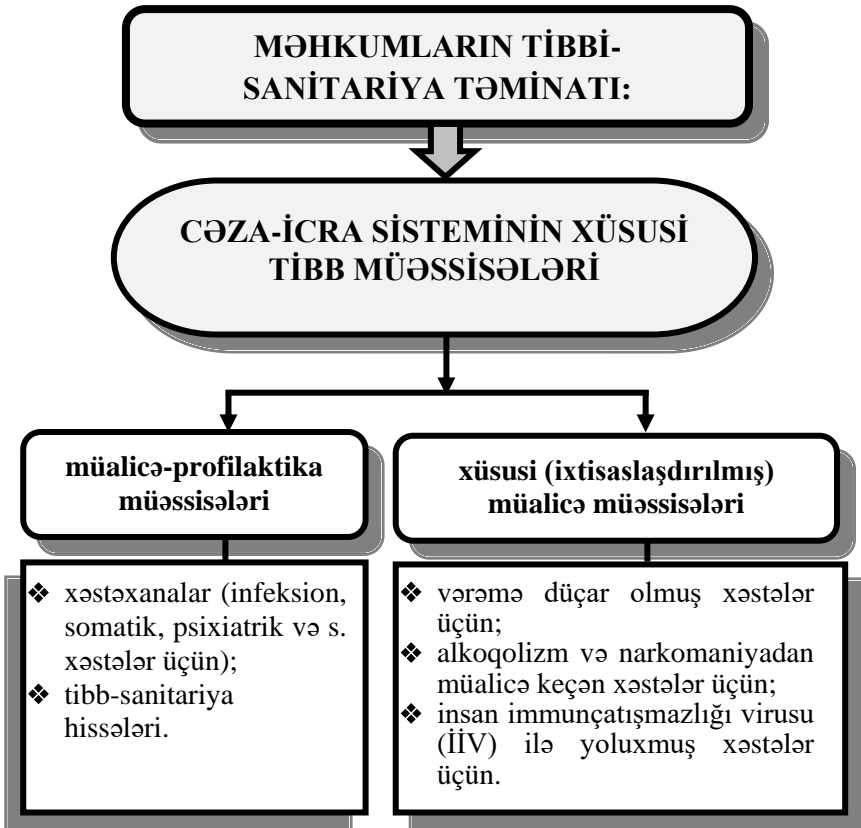 MƏHKUMLARIN TİBBİ-
SANİTARİYA TƏMİNATI:
CƏZA-İCRA SİSTEMİNİN XÜSUSİ
TİBB MÜƏSSİSƏLƏRİ
müalicə-profilaktika
müəssisələri
❖ xəstəxanalar (infeksion,
somatik, psixiatrik və s.
xəstələr üçün);
❖ tibb-sanitariya
hissələri.
xüsusi (ixtisaslaşdırılmış)
müalicə müəssisələri
❖ vərəmə düçar olmuş xəstələr
üçün;
❖ alkoqolizm və narkomaniyadan
müalicə keçən xəstələr üçün;
❖ insan immunçatışmazlığı virusu
(İİV) ilə yoluxmuş xəstələr
üçün.